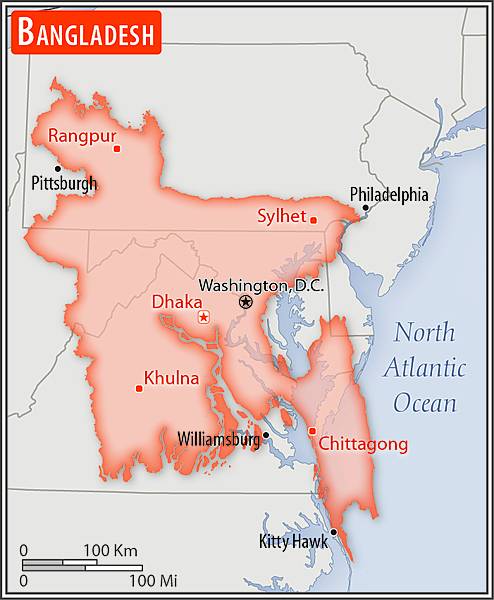 BANGLADESH
Rangpur
Pittsburgh
Philadelphia
Sylhet
Washington, D.C.
Dhaka
North
Atlantic
Ocean
Khulna
Williamsburg
Chittagong
Kitty Hawk
0 100 Km
0 100 Mi